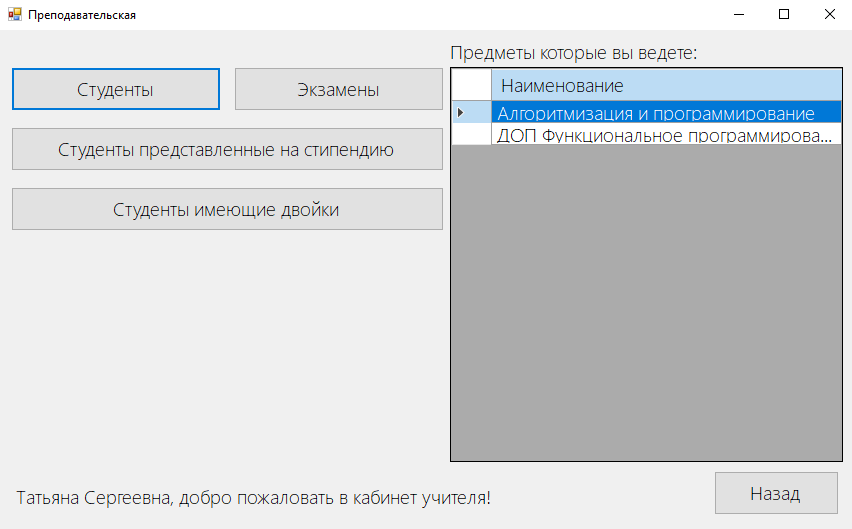 Преподавательская
Предметы которые вы ведете:
Студенты
Экзамены
Наименование
Алгоритмизация и программирование
ДОП Функциональное программирова...
Студенты представленные на стипендию
Студенты имеющие двойки
Татьяна Сергеевна, добро пожаловать в кабинет учителя!
Назад